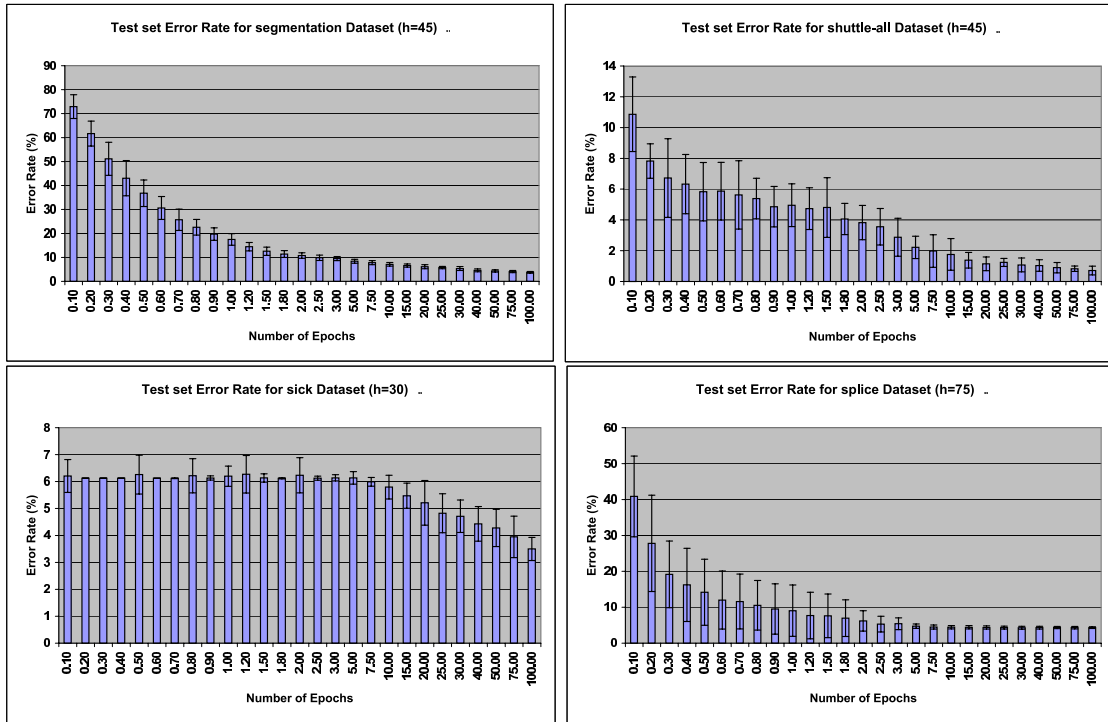 Test set Error Rate for segmentation Dataset (h=45) ..
Error Rate (%)
90
80
70
60
50
40
30
20
10
0
0.10 0.20 0.30 0.40 0.50 0.60 0.70 0.80 0.90 1.00 1.20 1.50 1.80 2.00 2.50 3.00 5.00 7.50 10.00 15.00 20.00 25.00 30.00 40.00 50.00 75.00 100.00
Number of Epochs
Test set Error Rate for shuttle-all Dataset (h=45) ..
Error Rate (%)
14
12
10
8
6
4
2
0
0.10 0.20 0.30 0.40 0.50 0.60 0.70 0.80 0.90 1.00 1.20 1.50 1.80 2.00 2.50 3.00 5.00 7.50 10.00 15.00 20.00 25.00 30.00 40.00 50.00 75.00 100.00
Number of Epochs
Test set Error Rate for sick Dataset (h=30) ..
Error Rate (%)
8
7
6
5
4
3
2
1
0
0.10 0.20 0.30 0.40 0.50 0.60 0.70 0.80 0.90 1.00 1.20 1.50 1.80 2.00 2.50 3.00 5.00 7.50 10.00 15.00 20.00 25.00 30.00 40.00 50.00 75.00 100.00
Number of Epochs
Test set Error Rate for splice Dataset (h=75) ..
Error Rate (%)
60
50
40
30
20
10
0
0.10 0.20 0.30 0.40 0.50 0.60 0.70 0.80 0.90 1.00 1.20 1.50 1.80 2.00 2.50 3.00 5.00 7.50 10.00 15.00 20.00 25.00 30.00 40.00 50.00 75.00 100.00
Number of Epochs